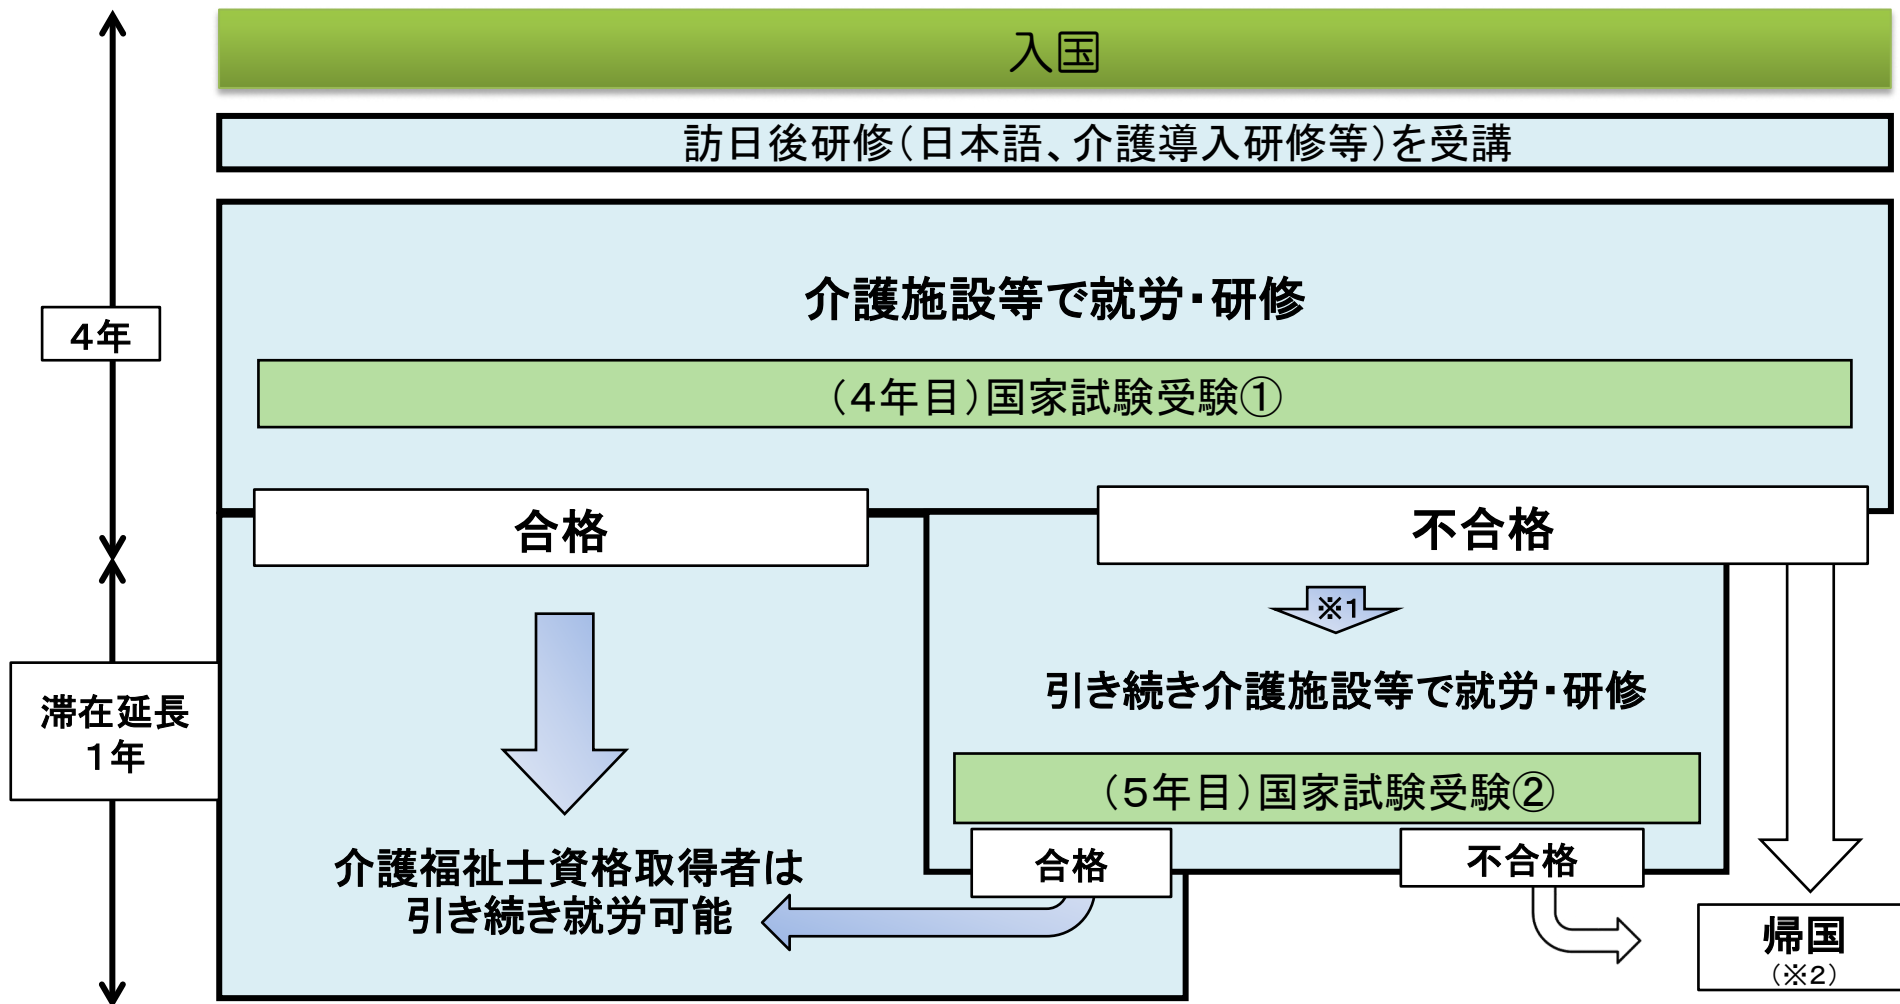 入国
訪日後研修（日本語、介護導入研修等）を受講
介護施設等で就労・研修
４年
（４年目）国家試験受験①
合格
不合格
※１
滞在延長
１年
引き続き介護施設等で就労・研修
（５年目）国家試験受験②
合格
不合格
介護福祉士資格取得者は
引き続き就労可能
帰国
（※２）